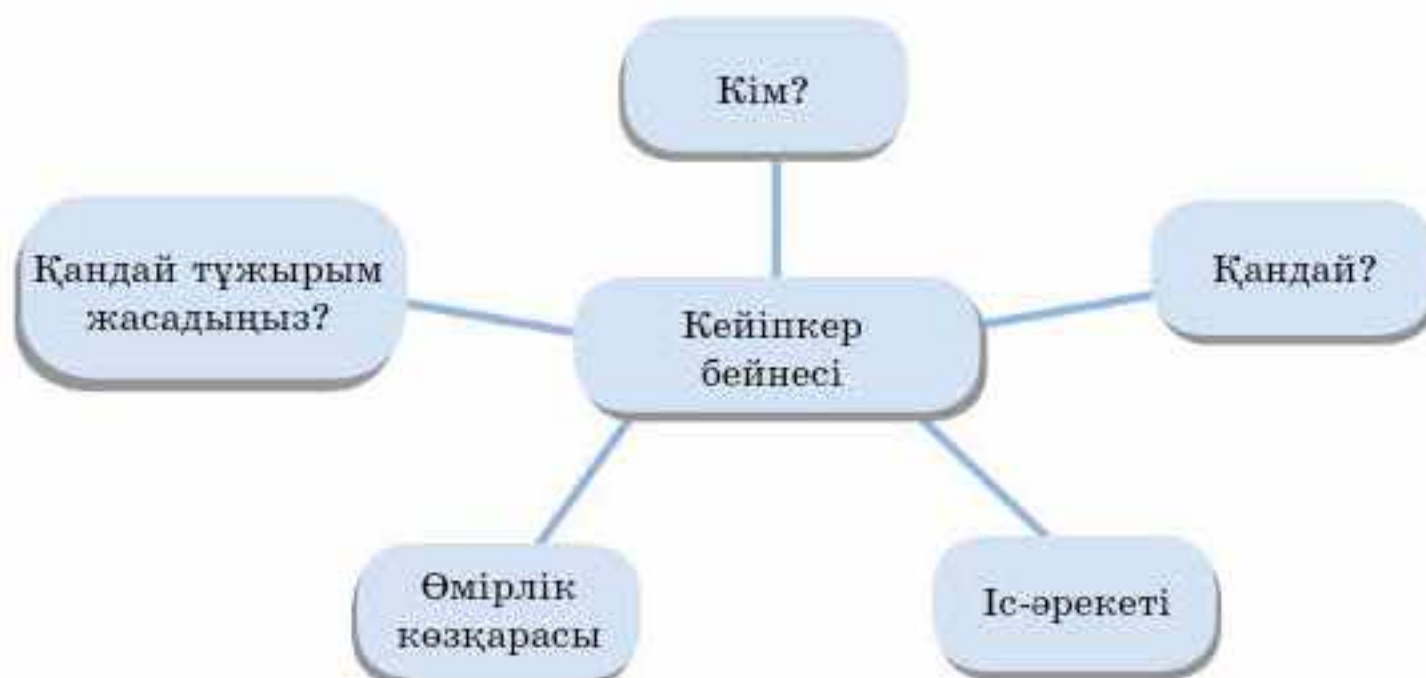 Кім?
Қандай тұжырым
жасадыңыз?
Қандай?
Кейіпкер
бейнесі
Өмірлік
көзқарасы
Іс-әрекеті